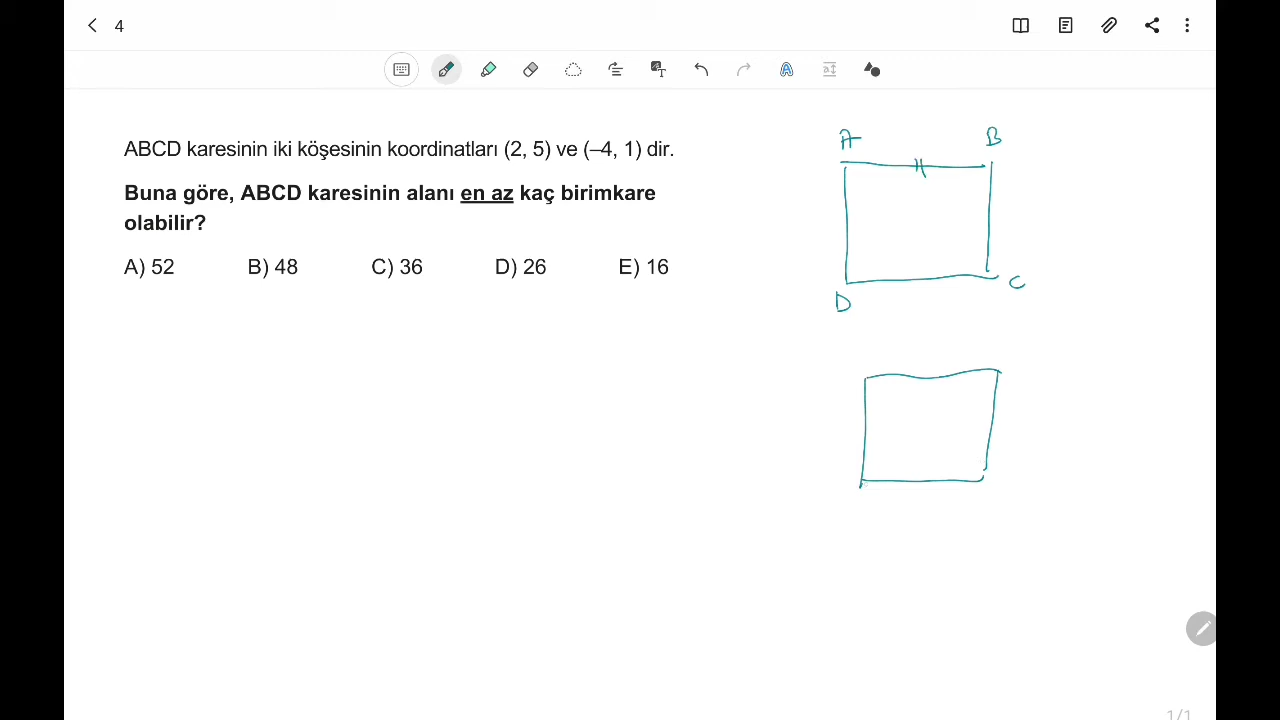 4
ABCD karesinin iki köşesinin koordinatları (2, 5) ve (–4, 1) dir.
Buna göre, ABCD karesinin alanı en az kaç birimkare
olabilir?
A) 52 B) 48 C) 36 D) 26 E) 16
A B
D C
1/1